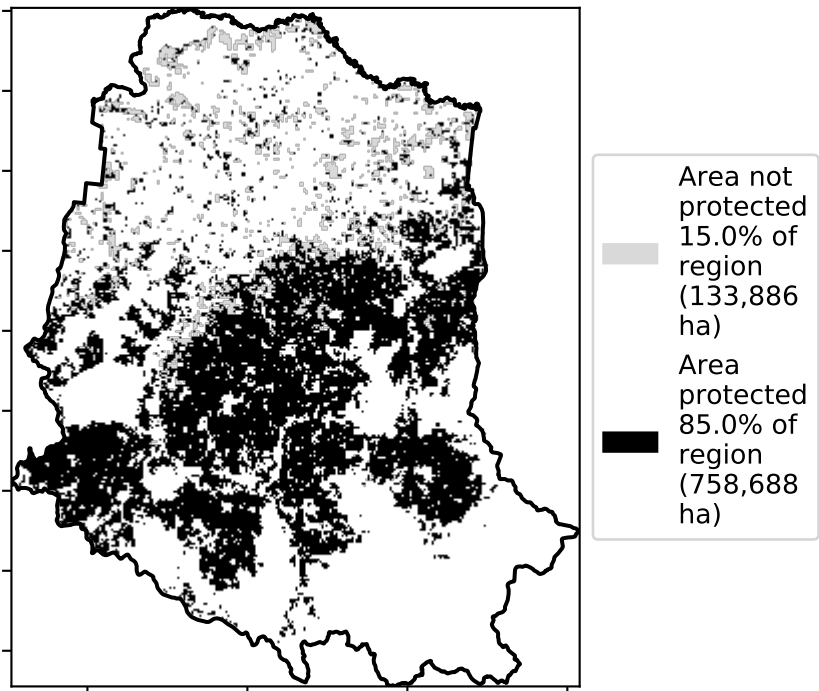 Area not
protected
15.0% of
region
(133,886
ha)
Area
protected
85.0% of
region
(758,688
ha)